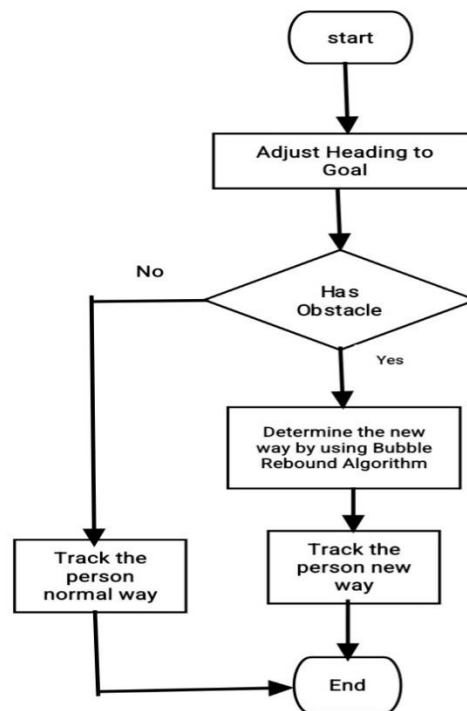 start
Adjust Heading to
Goal
No
Has
Obstacle
Yes
Determine the new
way by using Bubble
Rebound Algorithm
Track the
person
normal way
Track the
person new
way
End